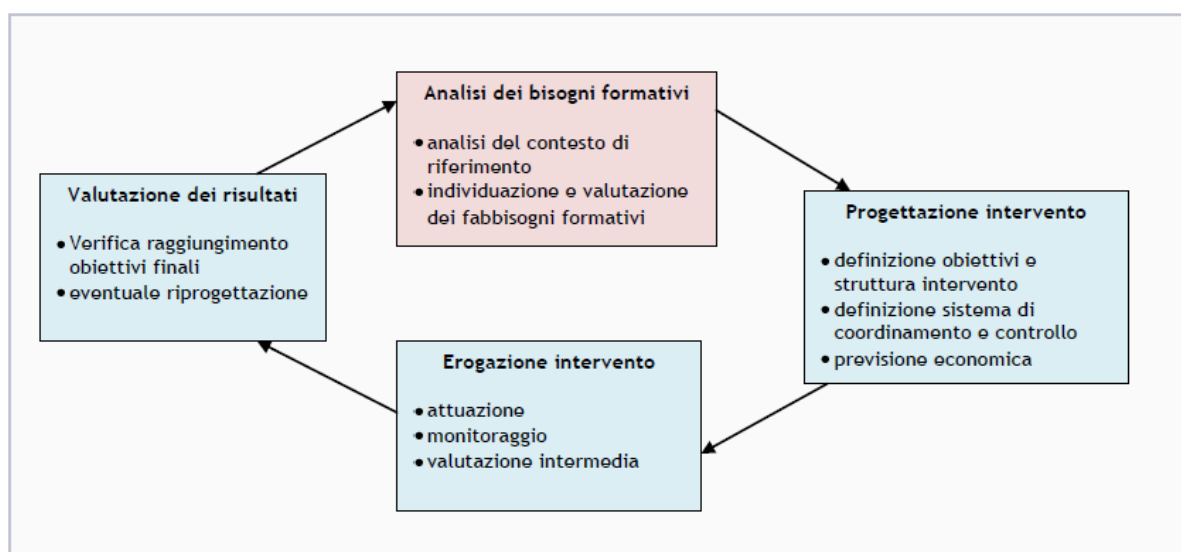 Analisi dei bisogni formativi
• analisi del contesto di
riferimento
• individuazione e valutazione
dei fabbisogni formativi
Progettazione intervento
• definizione obiettivi e
struttura intervento
• definizione sistema di
coordinamento e controllo
• previsione economica
Erogazione intervento
• attuazione
• monitoraggio
• valutazione intermedia
Valutazione dei risultati
• Verifica raggiungimento
obiettivi finali
• eventuale riprogettazione